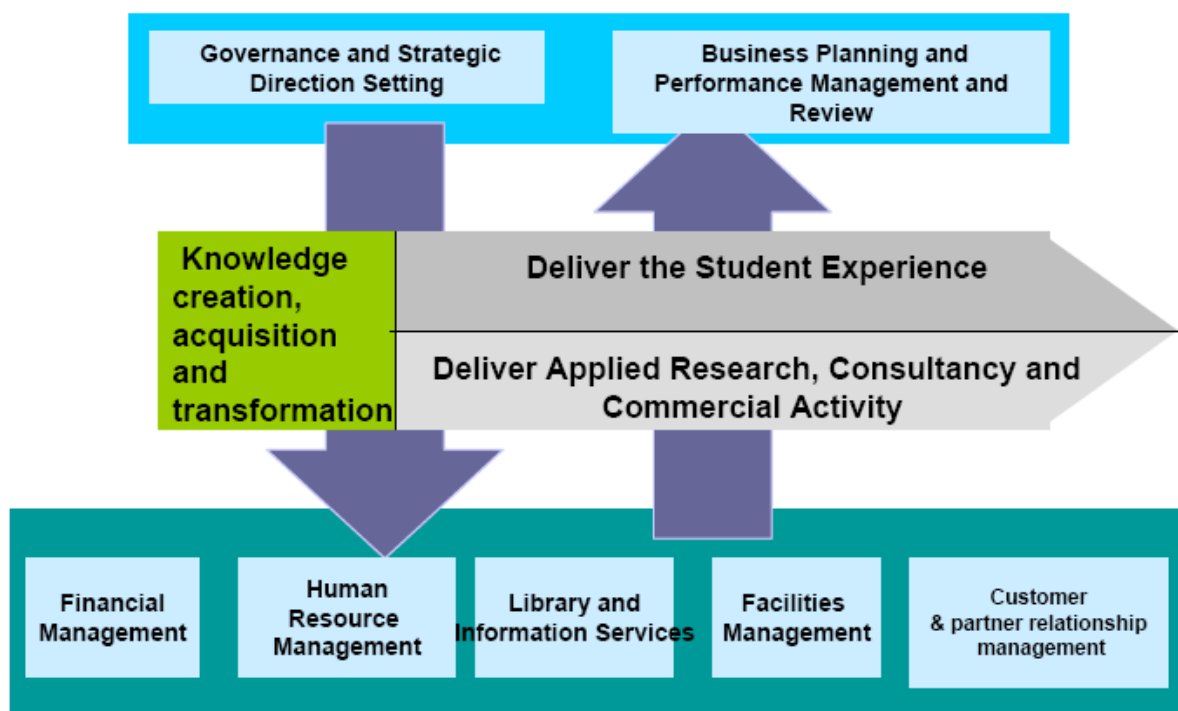 Governance and Strategic
Direction Setting
Business Planning and
Performance Management and
Review
Knowledge
creation,
acquisition
and
transformation
Deliver the Student Experience
Deliver Applied Research, Consultancy and
Commercial Activity
Financial
Management
Human
Resource
Management
Library and
Information Services
Facilities
Management
Customer
& partner relationship
management